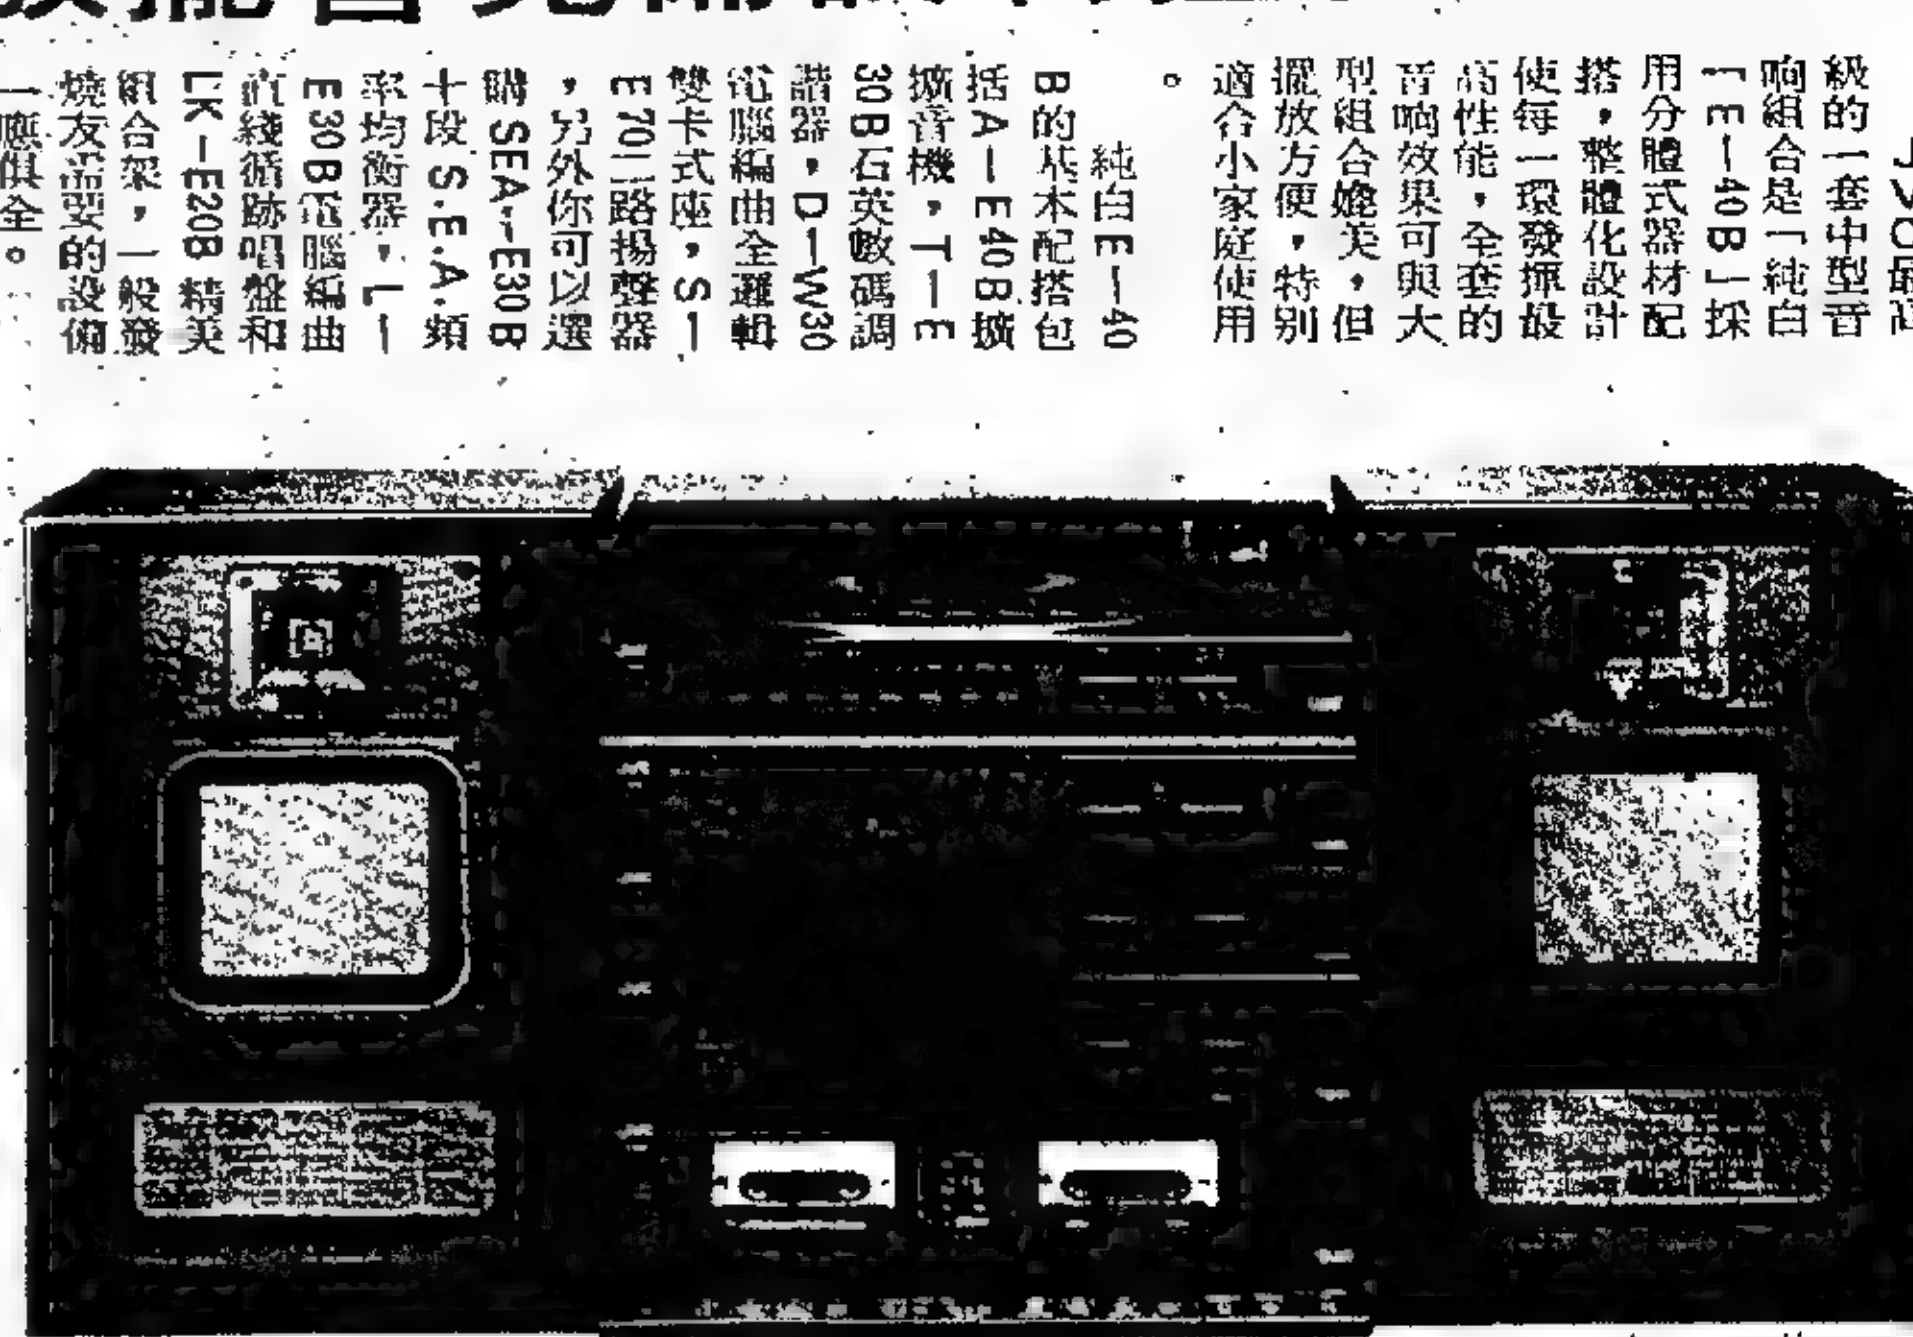 ＪＶＣ最高
級的一套中型音
响組合是「純白
「Ｅ－40Ｂ」採
用分體式器材配
搭，整體化設計
使每一環發揮最
高性能，全套的
音响效果可與大
型組合媲美，但
擺放方便，特別
適合小家庭使用
。
純白Ｅ－40
Ｂ的基本配搭包
括Ａ－Ｅ40Ｂ擴
擴音機，Ｔ－Ｅ
30Ｂ石英數碼調
諧器，Ｄ－Ｗ30
電腦編曲全邏輯
雙卡式座，Ｓ－
Ｅ70三路揚聲器
，另外你可以選
購SEA－E30B
十段S.E.A.頻
率均衡器，Ｌ－
Ｅ30Ｂ電腦編曲
直綫循跡唱盤和
LK－E20B精美
組合架，一般發
燒友需要的設備
一應俱全。